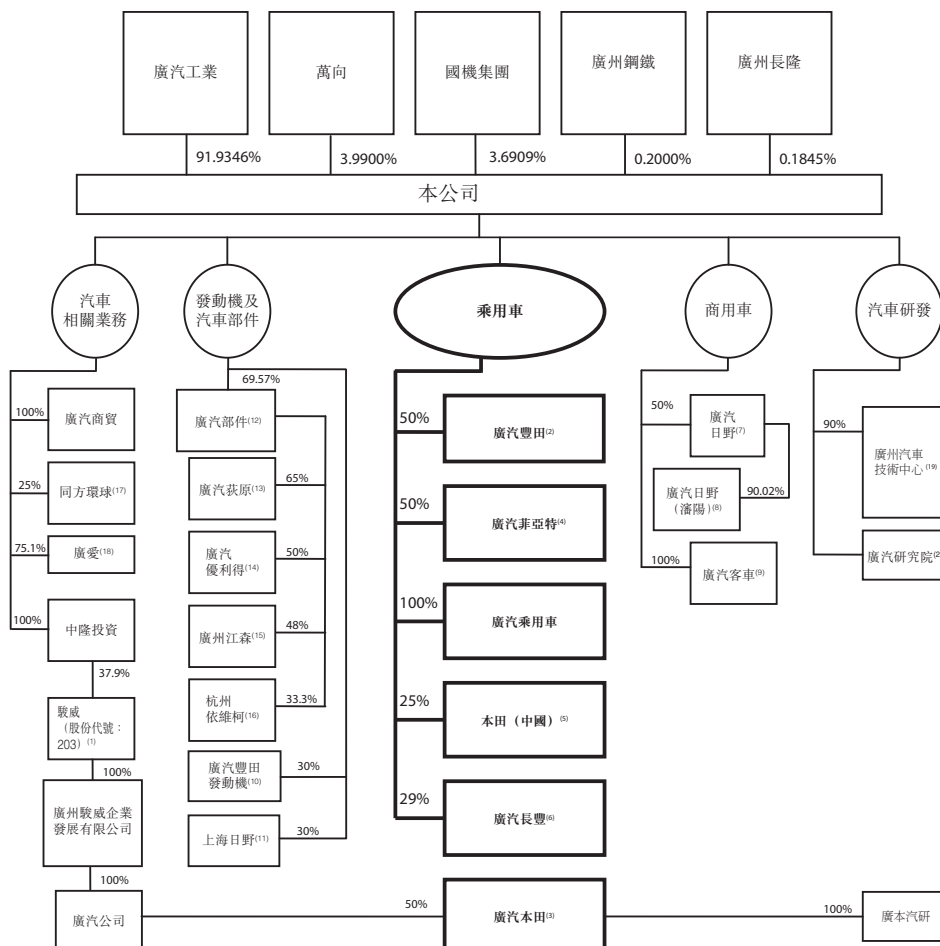 廣汽工業
萬向
國機集團
廣州鋼鐵
廣州長隆
91.9346%
3.9900%
3.6909%
0.2000%
0.1845%
本公司
汽車
相關業務
發動機及
汽車部件
乘用車
商用車
汽車研發
100%
廣汽商貿
25%
同方環球(17)
75.1%
廣愛(18)
100%
中隆投資
37.9%
駿威
(股份代號：
203) (1)
100%
廣州駿威企業
發展有限公司
100%
廣汽公司
69.57%
廣汽部件(12)
廣汽荻原(13)
65%
廣汽
優利得(14)
50%
廣州江森(15)
48%
杭州
依維柯(16)
33.3%
廣汽豐田
發動機(10)
30%
上海日野(11)
30%
50%
廣汽豐田(2)
50%
廣汽菲亞特(4)
100%
廣汽乘用車
25%
本田（中國）(5)
29%
廣汽長豐(6)
50%
廣汽本田(3)
50%
廣汽
日野(7)
廣汽日野
（瀋陽）(8)
90.02%
100%
廣汽客車(9)
90%
廣州汽車
技術中心(19)
廣汽研究院(2
100%
廣本汽研